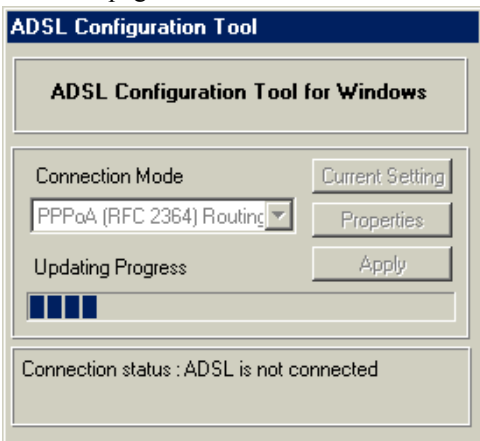 ADSL Configuration Tool
ADSL Configuration Tool for Windows
Connection Mode
Current Setting
PPPoA (RFC 2364) Routing
Properties
Updating Progress
Apply
Connection status : ADSL is not connected